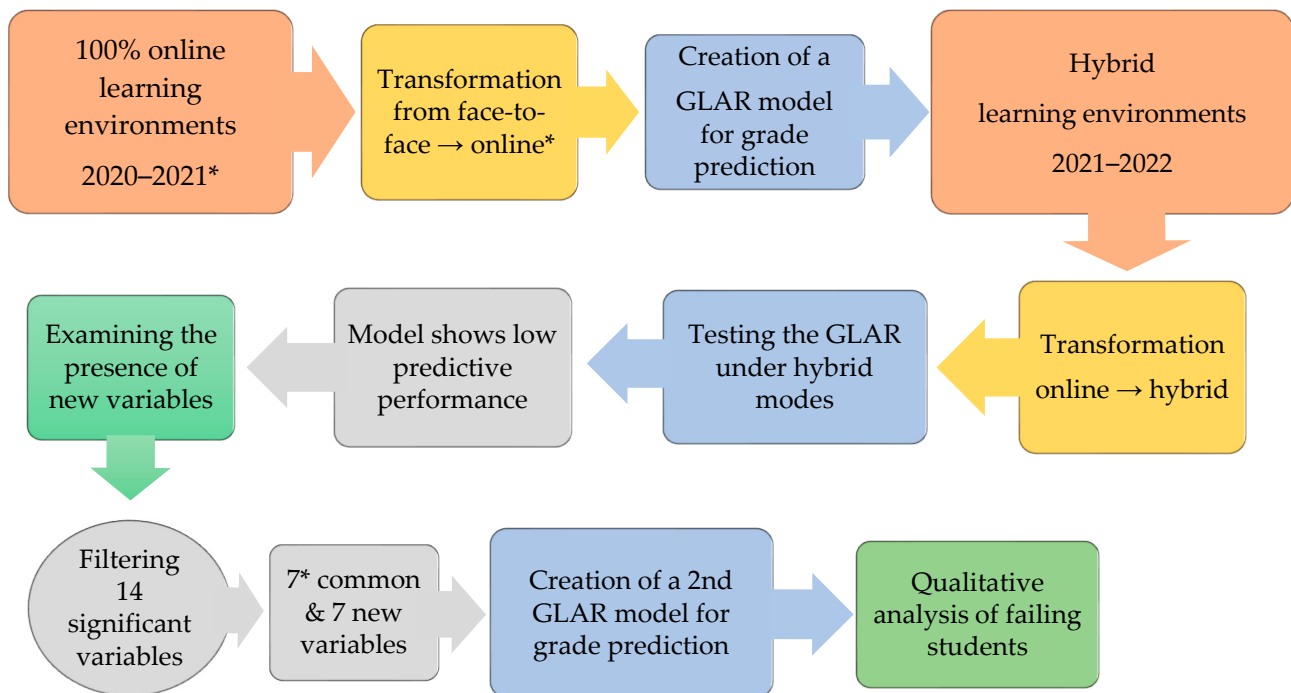 100% online
learning
environments
2020–2021*
Transformation
from face-to-
face → online*
Creation of a
GLAR model
for grade
prediction
Hybrid
learning environments
2021–2022
Transformation
online → hybrid
Testing the GLAR
under hybrid
modes
Model shows low
predictive
performance
Examining the
presence of
new variables
Filtering
14
significant
variables
7* common
& 7 new
variables
Creation of a 2nd
GLAR model for
grade prediction
Qualitative
analysis of failing
students